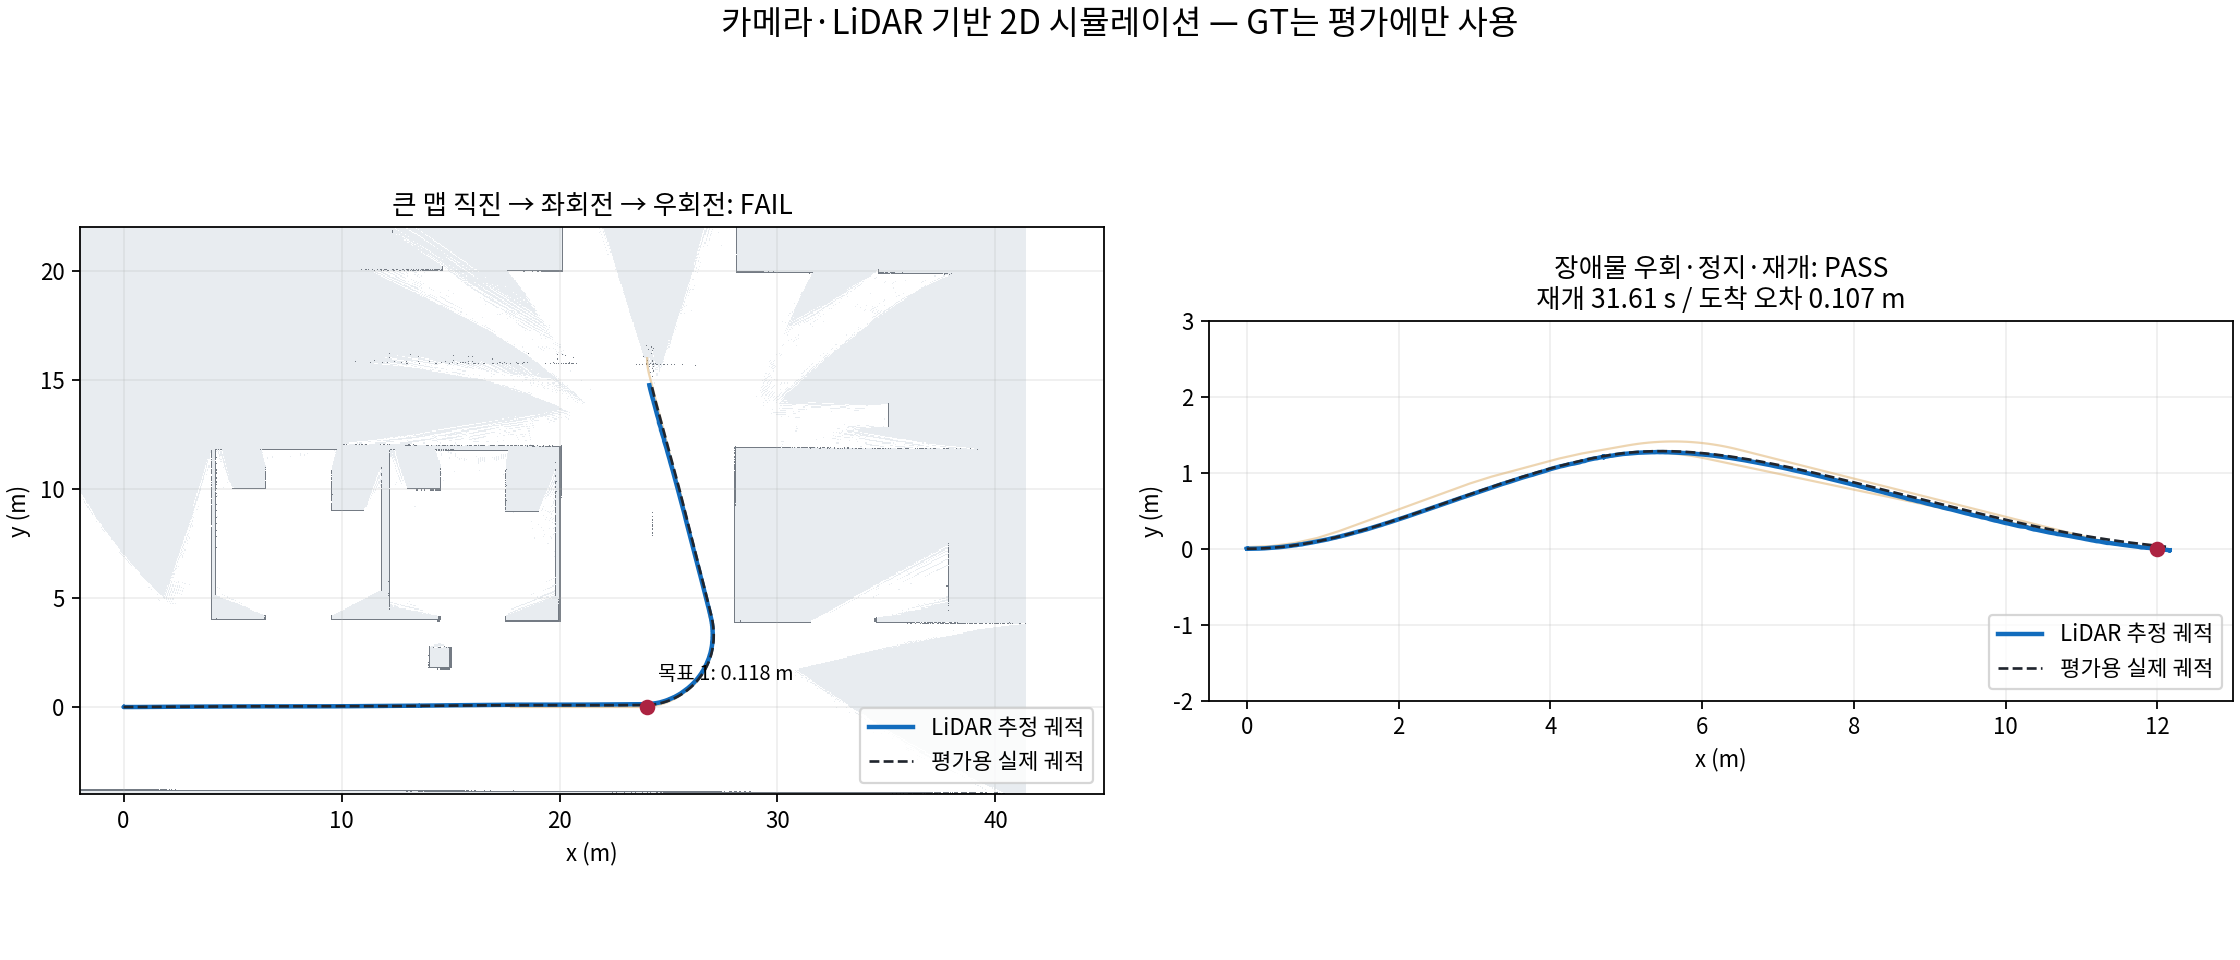 카메라·LiDAR 기반 2D 시뮬레이션 — GT는 평가에만 사용
큰 맵 직진 → 좌회전 → 우회전: FAIL
20
15
10
5
0
y (m)
목표 1: 0.118 m
LiDAR 추정 궤적
평가용 실제 궤적
0
10
20
30
40
x (m)
장애물 우회·정지·재개: PASS
재개 31.61 s / 도착 오차 0.107 m
3
2
1
0
-1
-2
y (m)
LiDAR 추정 궤적
평가용 실제 궤적
0
2
4
6
8
10
12
x (m)